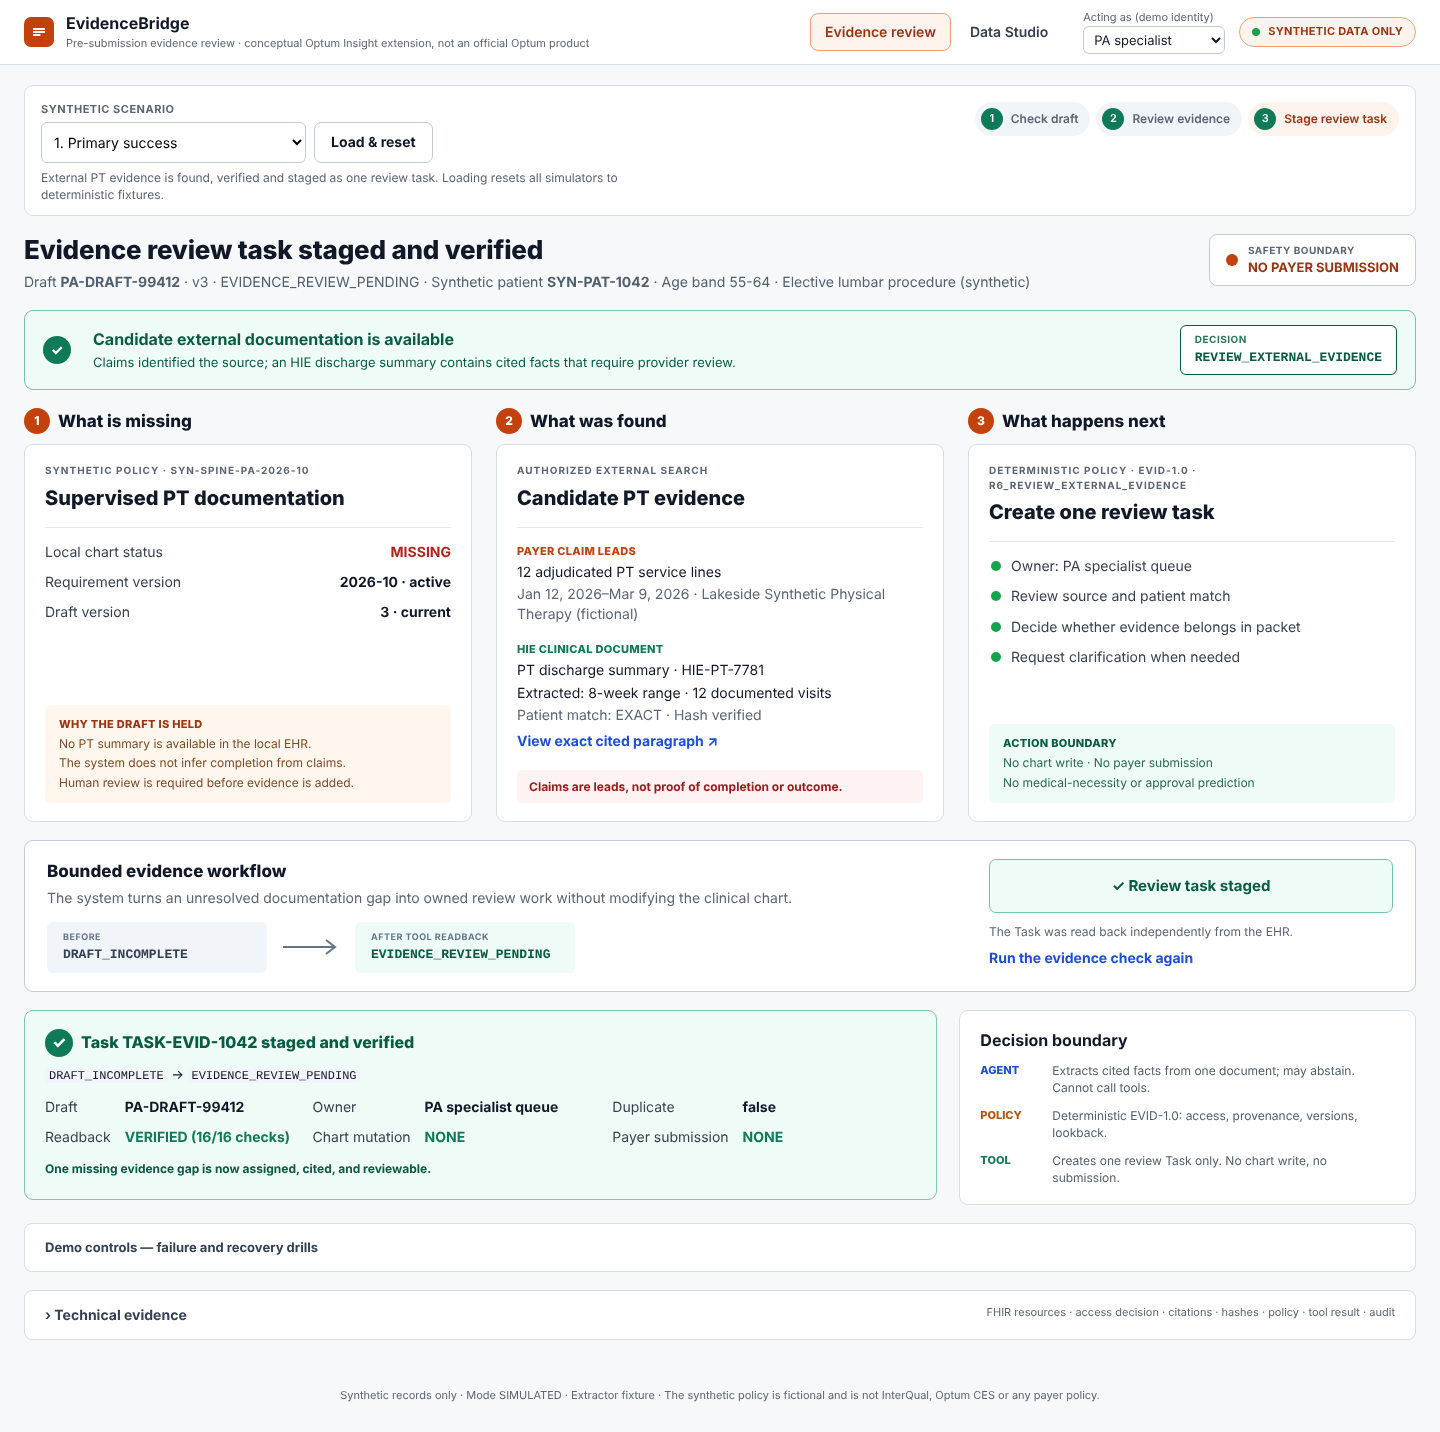 EvidenceBridge
Pre-submission evidence review · conceptual Optum Insight extension, not an official Optum product
Evidence review
Data Studio
Acting as (demo identity)
PA specialist
SYNTHETIC DATA ONLY
SYNTHETIC SCENARIO
1. Primary success
Load & reset
External PT evidence is found, verified and staged as one review task. Loading resets all simulators to
deterministic fixtures.
1 Check draft
2 Review evidence
3 Stage review task
Evidence review task staged and verified
Draft PA-DRAFT-99412 · v3 · EVIDENCE_REVIEW_PENDING · Synthetic patient SYN-PAT-1042 · Age band 55-64 · Elective lumbar procedure (synthetic)
SAFETY BOUNDARY
NO PAYER SUBMISSION
Candidate external documentation is available
Claims identified the source; an HIE discharge summary contains cited facts that require provider review.
DECISION
REVIEW_EXTERNAL_EVIDENCE
1 What is missing
SYNTHETIC POLICY · SYN-SPINE-PA-2026-10
Supervised PT documentation
Local chart status MISSING
Requirement version 2026-10 · active
Draft version 3 · current
WHY THE DRAFT IS HELD
No PT summary is available in the local EHR.
The system does not infer completion from claims.
Human review is required before evidence is added.
2 What was found
AUTHORIZED EXTERNAL SEARCH
Candidate PT evidence
PAYER CLAIM LEADS
12 adjudicated PT service lines
Jan 12, 2026–Mar 9, 2026 · Lakeside Synthetic Physical
Therapy (fictional)
HIE CLINICAL DOCUMENT
PT discharge summary · HIE-PT-7781
Extracted: 8-week range · 12 documented visits
Patient match: EXACT · Hash verified
View exact cited paragraph ↗
Claims are leads, not proof of completion or outcome.
3 What happens next
DETERMINISTIC POLICY · EVID-1.0 ·
R6_REVIEW_EXTERNAL_EVIDENCE
Create one review task
Owner: PA specialist queue
Review source and patient match
Decide whether evidence belongs in packet
Request clarification when needed
ACTION BOUNDARY
No chart write · No payer submission
No medical-necessity or approval prediction
Bounded evidence workflow
The system turns an unresolved documentation gap into owned review work without modifying the clinical chart.
BEFORE
DRAFT_INCOMPLETE
AFTER TOOL READBACK
EVIDENCE_REVIEW_PENDING
✓ Review task staged
The Task was read back independently from the EHR.
Run the evidence check again
Task TASK-EVID-1042 staged and verified
DRAFT_INCOMPLETE → EVIDENCE_REVIEW_PENDING
Draft PA-DRAFT-99412 Owner PA specialist queue Duplicate false
Readback VERIFIED (16/16 checks) Chart mutation NONE Payer submission NONE
One missing evidence gap is now assigned, cited, and reviewable.
Decision boundary
AGENT Extracts cited facts from one document; may abstain.
Cannot call tools.
POLICY Deterministic EVID-1.0: access, provenance, versions,
lookback.
TOOL Creates one review Task only. No chart write, no
submission.
Demo controls — failure and recovery drills
› Technical evidence
FHIR resources · access decision · citations · hashes · policy · tool result · audit
Synthetic records only · Mode SIMULATED · Extractor fixture · The synthetic policy is fictional and is not InterQual, Optum CES or any payer policy.